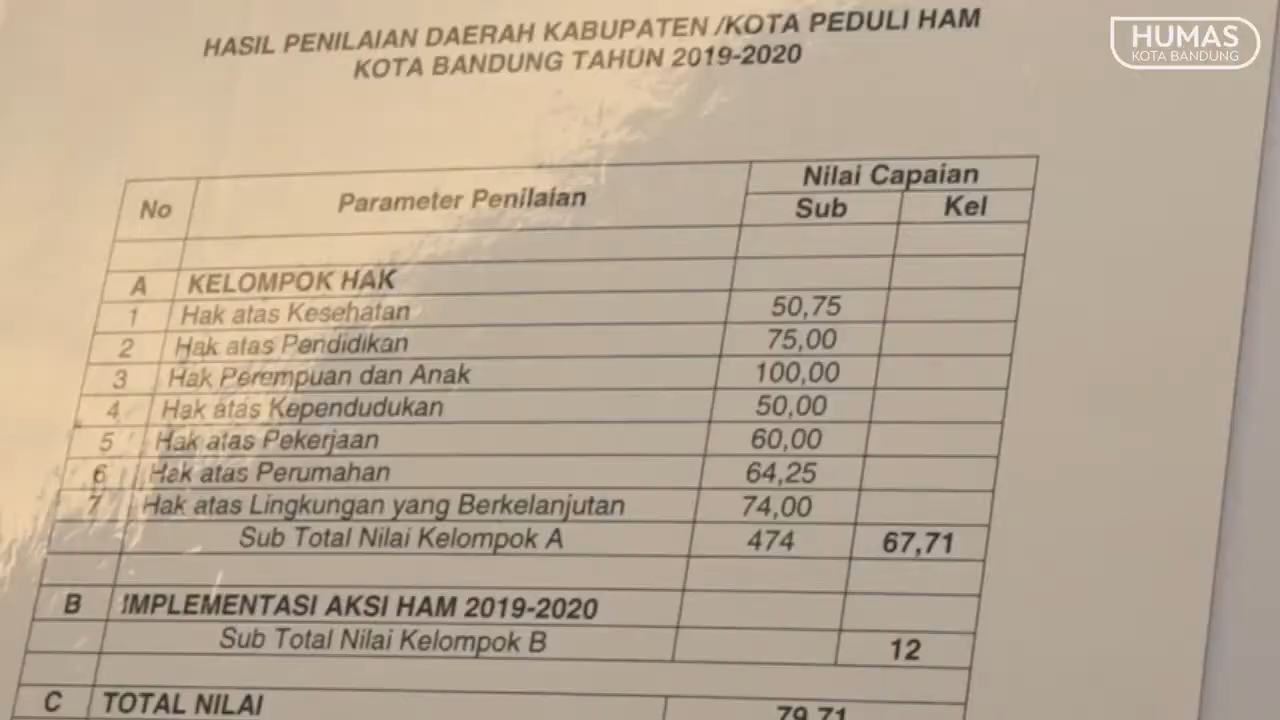 HUMAS
KOTA BANDUNG
HASIL PENILAIAN DAERAH KABUPATEN /KOTA PEDULI HAM
KOTA BANDUNG TAHUN 2019-2020
No Parameter Penilaian Nilai Capaian
Sub Kel
A KELOMPOK HAK
1 Hak atas Kesehatan 50,75
2 Hak atas Pendidikan 75,00
3 Hak Perempuan dan Anak 100,00
4 Hak atas Kependudukan 50,00
5 Hak atas Pekerjaan 60,00
6 Hak atas Perumahan 64,25
7 Hak atas Lingkungan yang Berkelanjutan 74,00
Sub Total Nilai Kelompok A 474 67,71
B IMPLEMENTASI AKSI HAM 2019-2020
Sub Total Nilai Kelompok B 12
C TOTAL NILAI 79,71